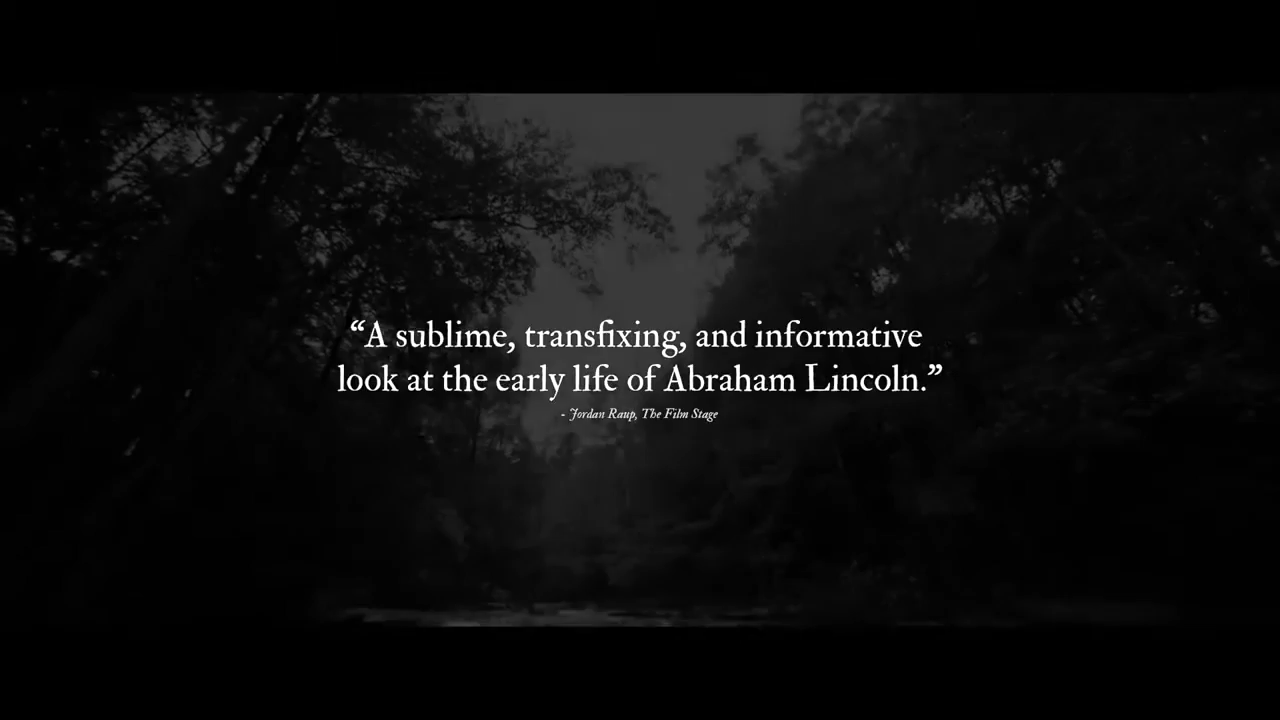 “A sublime, transfixing, and informative
look at the early life of Abraham Lincoln.”
- Jordan Raup, The Film Stage